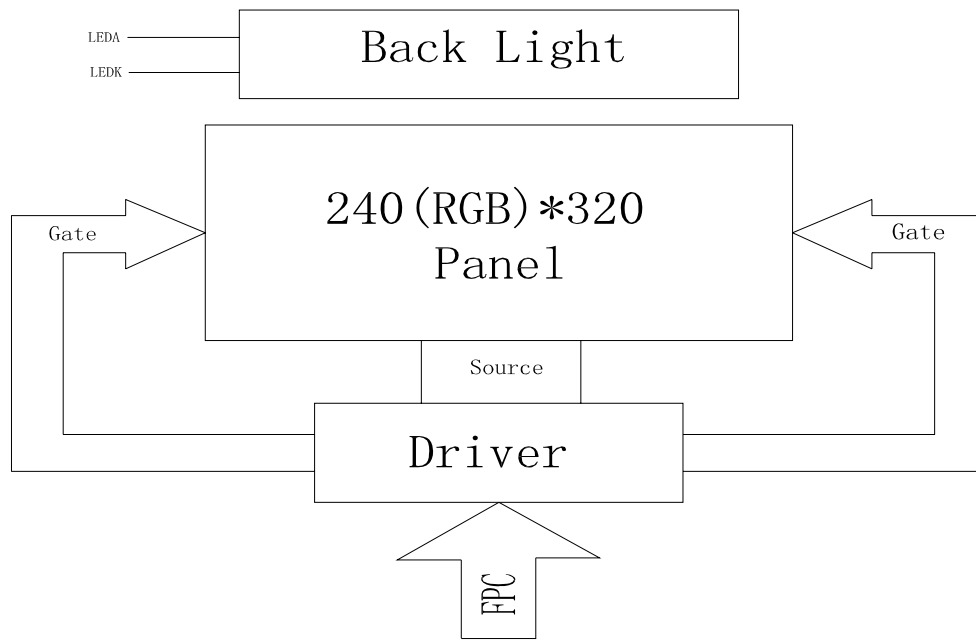 LEDA
Back Light
LEDK
240(RGB)*320
Panel
Gate
Gate
Source
Driver
FPC